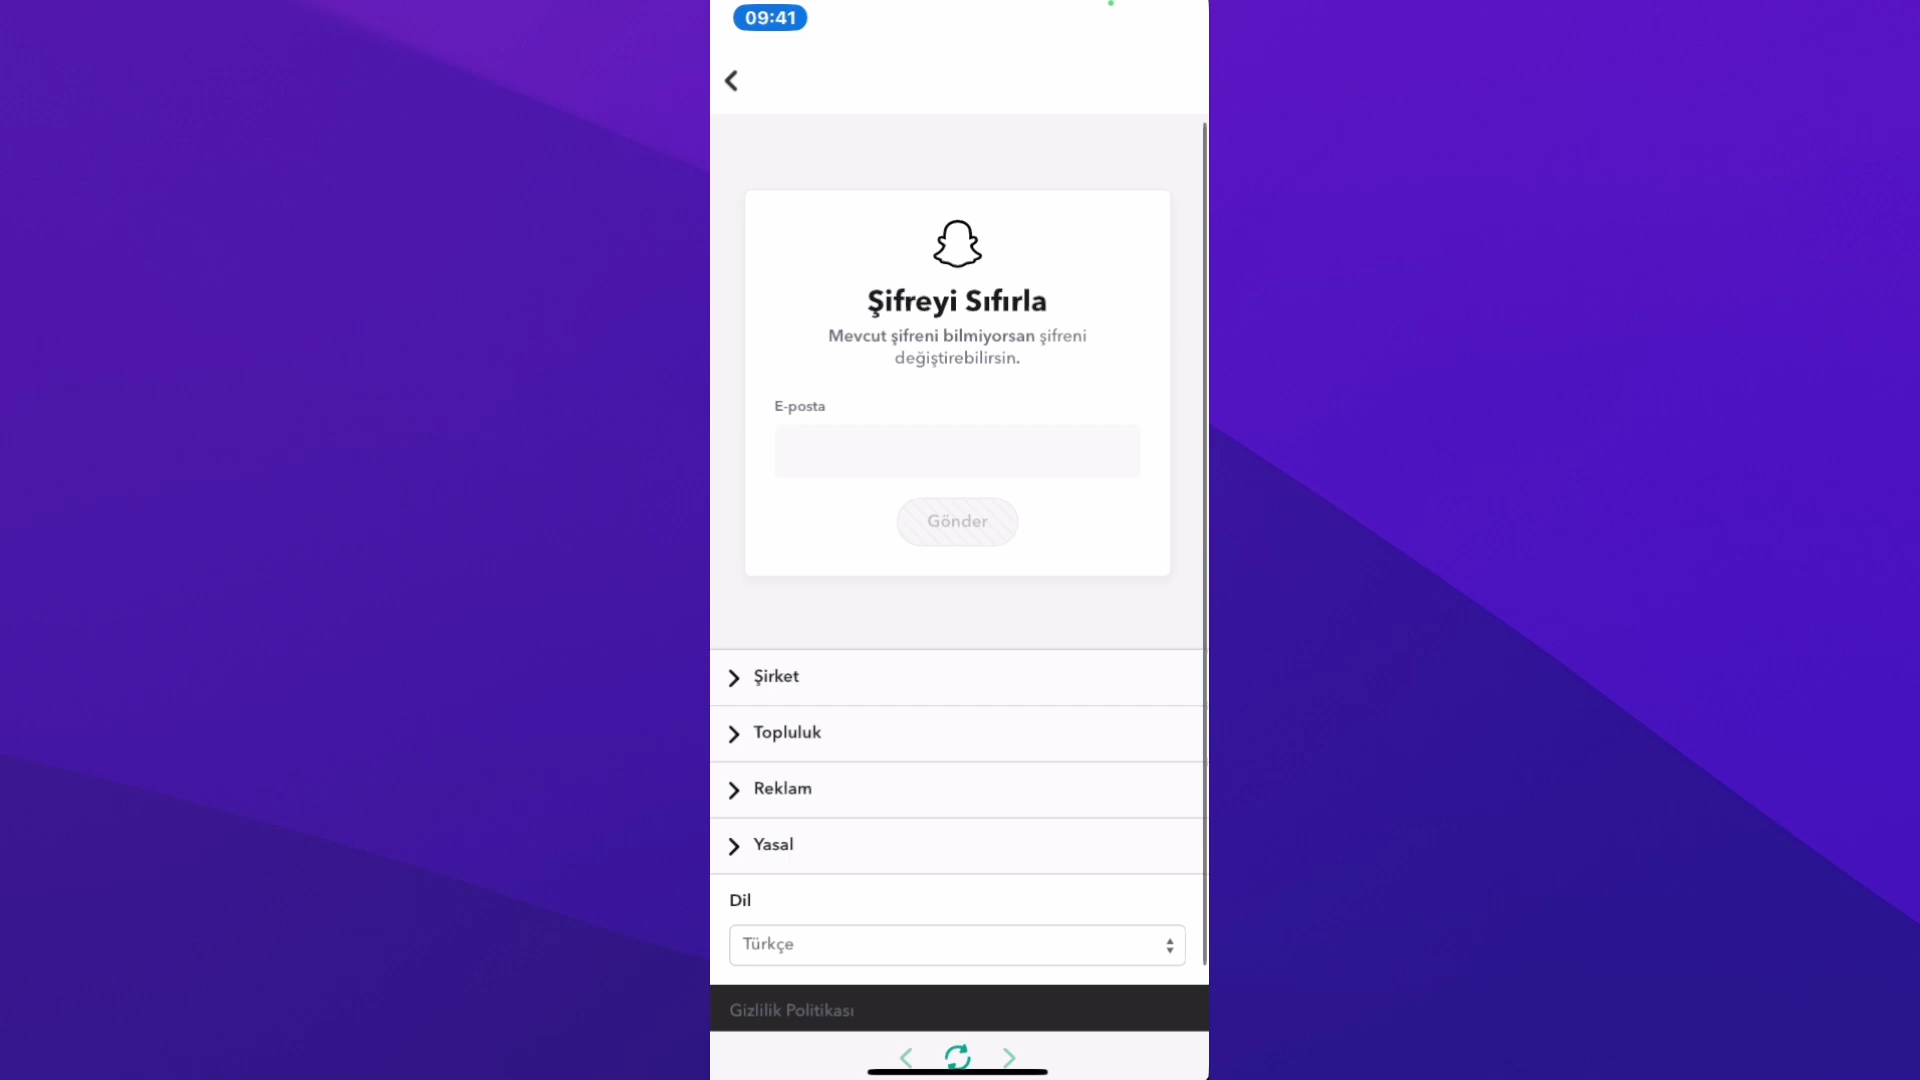 09:41
Şifreyi Sıfırla
Mevcut şifreni bilmiyorsan şifreni
değiştirebilirsin.
E-posta
Gönder
Şirket
Topluluk
Reklam
Yasal
Dil
Türkçe
Gizlilik Politikası